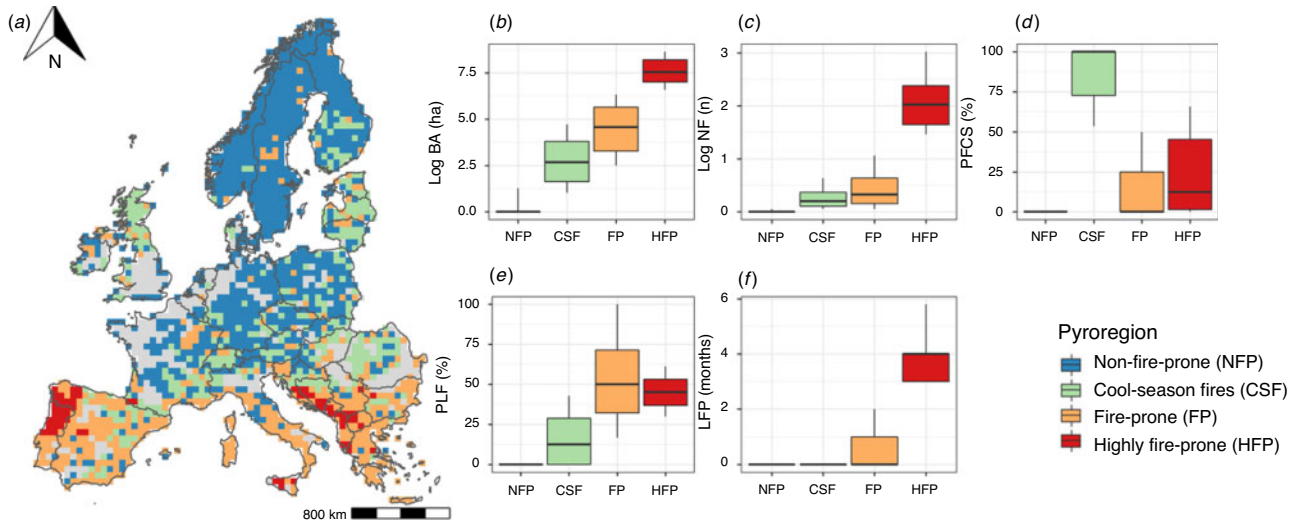 (a)
N
800 km
(b)
Log BA (ha)
7.5
5.0
2.5
0.0
NFP CSF FP HFP
(c)
Log NF (n)
3
2
1
0
NFP CSF FP HFP
(d)
PFCS (%)
100
75
50
25
0
NFP CSF FP HFP
(e)
PLF (%)
100
75
50
25
0
NFP CSF FP HFP
(f)
LFP (months)
6
4
2
0
NFP CSF FP HFP
Pyroregion
Non-fire-prone (NFP)
Cool-season fires (CSF)
Fire-prone (FP)
Highly fire-prone (HFP)